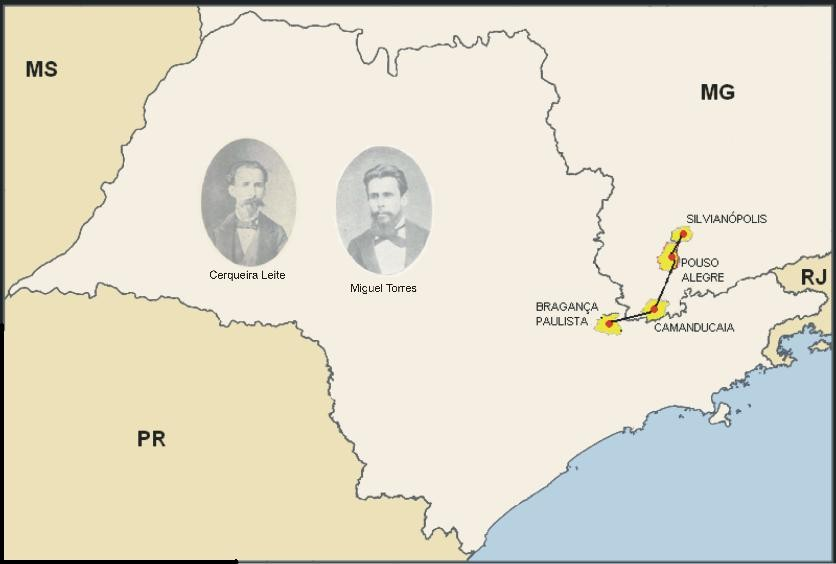 MS
MG
SILVIANÓPOLIS
POUSO
ALEGRE
RJ
Cerqueira Leite
Miguel Torres
BRAGANÇA
PAULISTA
CAMANDUCAIA
PR